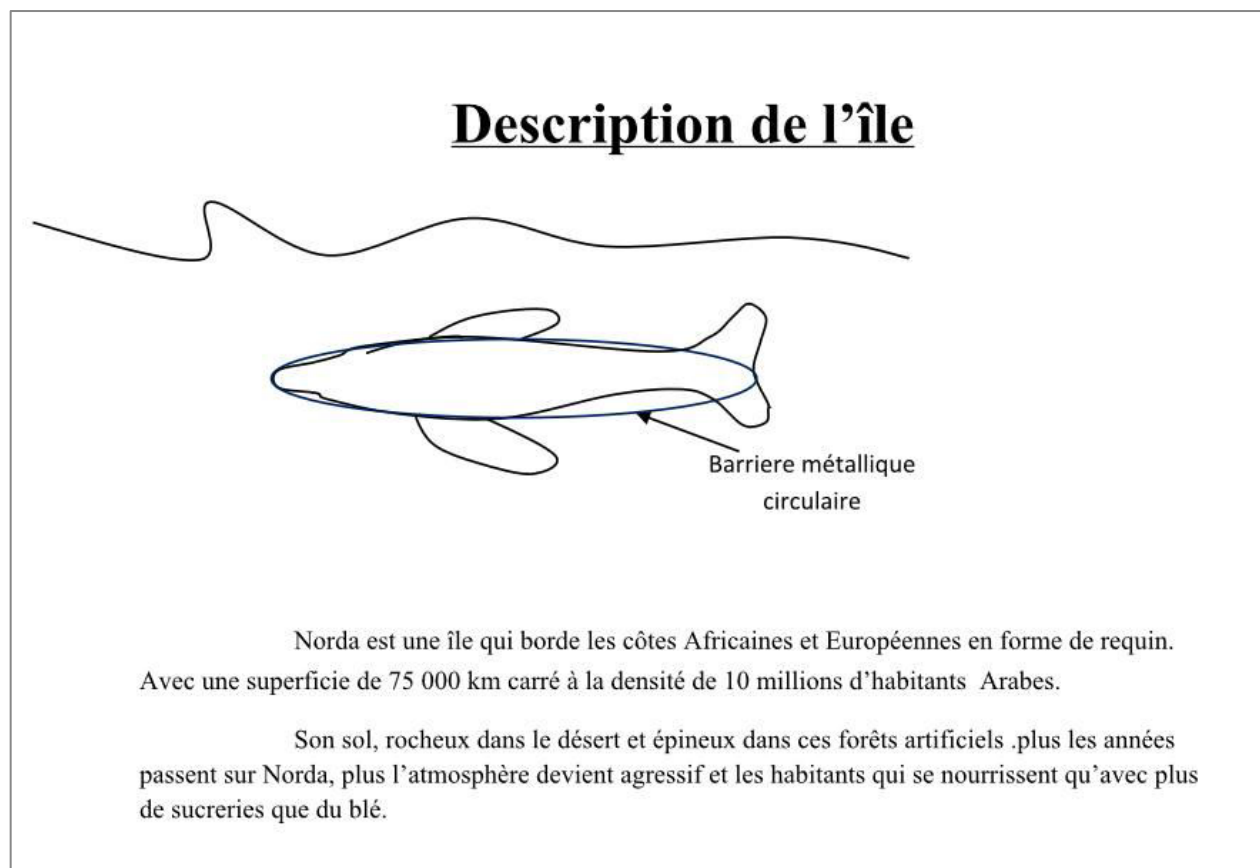 Description de l’île
Barriere métallique
circulaire
Norda est une île qui borde les côtes Africaines et Européennes en forme de requin.
Avec une superficie de 75 000 km carré à la densité de 10 millions d’habitants  Arabes.
Son sol, rocheux dans le désert et épineux dans ces forêts artificiels .plus les années
passent sur Norda, plus l’atmosphère devient agressif et les habitants qui se nourrissent qu’avec plus
de sucreries que du blé.